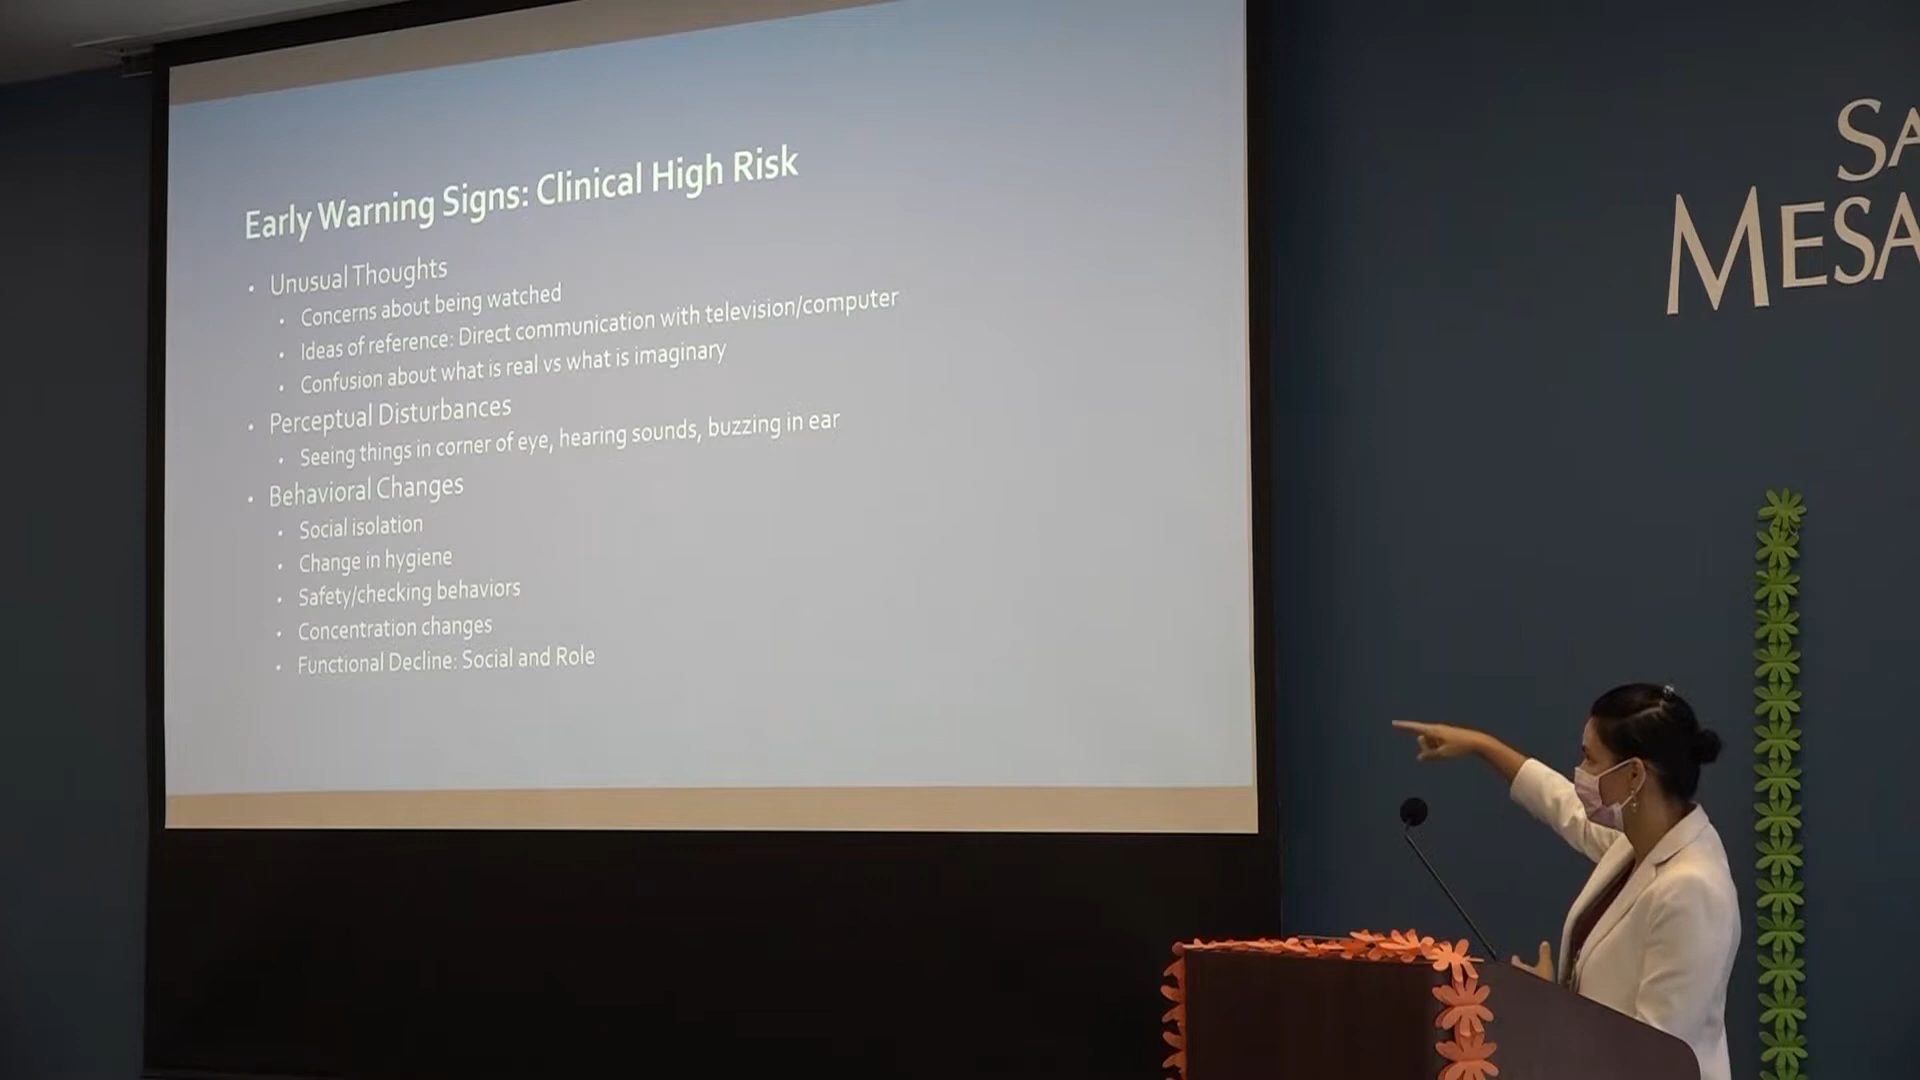 Early Warning Signs: Clinical High Risk
Unusual Thoughts
Concerns about being watched
Ideas of reference: Direct communication with television/computer
Confusion about what is real vs what is imaginary
Perceptual Disturbances
Seeing things in corner of eye, hearing sounds, buzzing in ear
Behavioral Changes
Social isolation
Change in hygiene
Safety/checking behaviors
Concentration changes
Functional Decline: Social and Role
SA
MESA